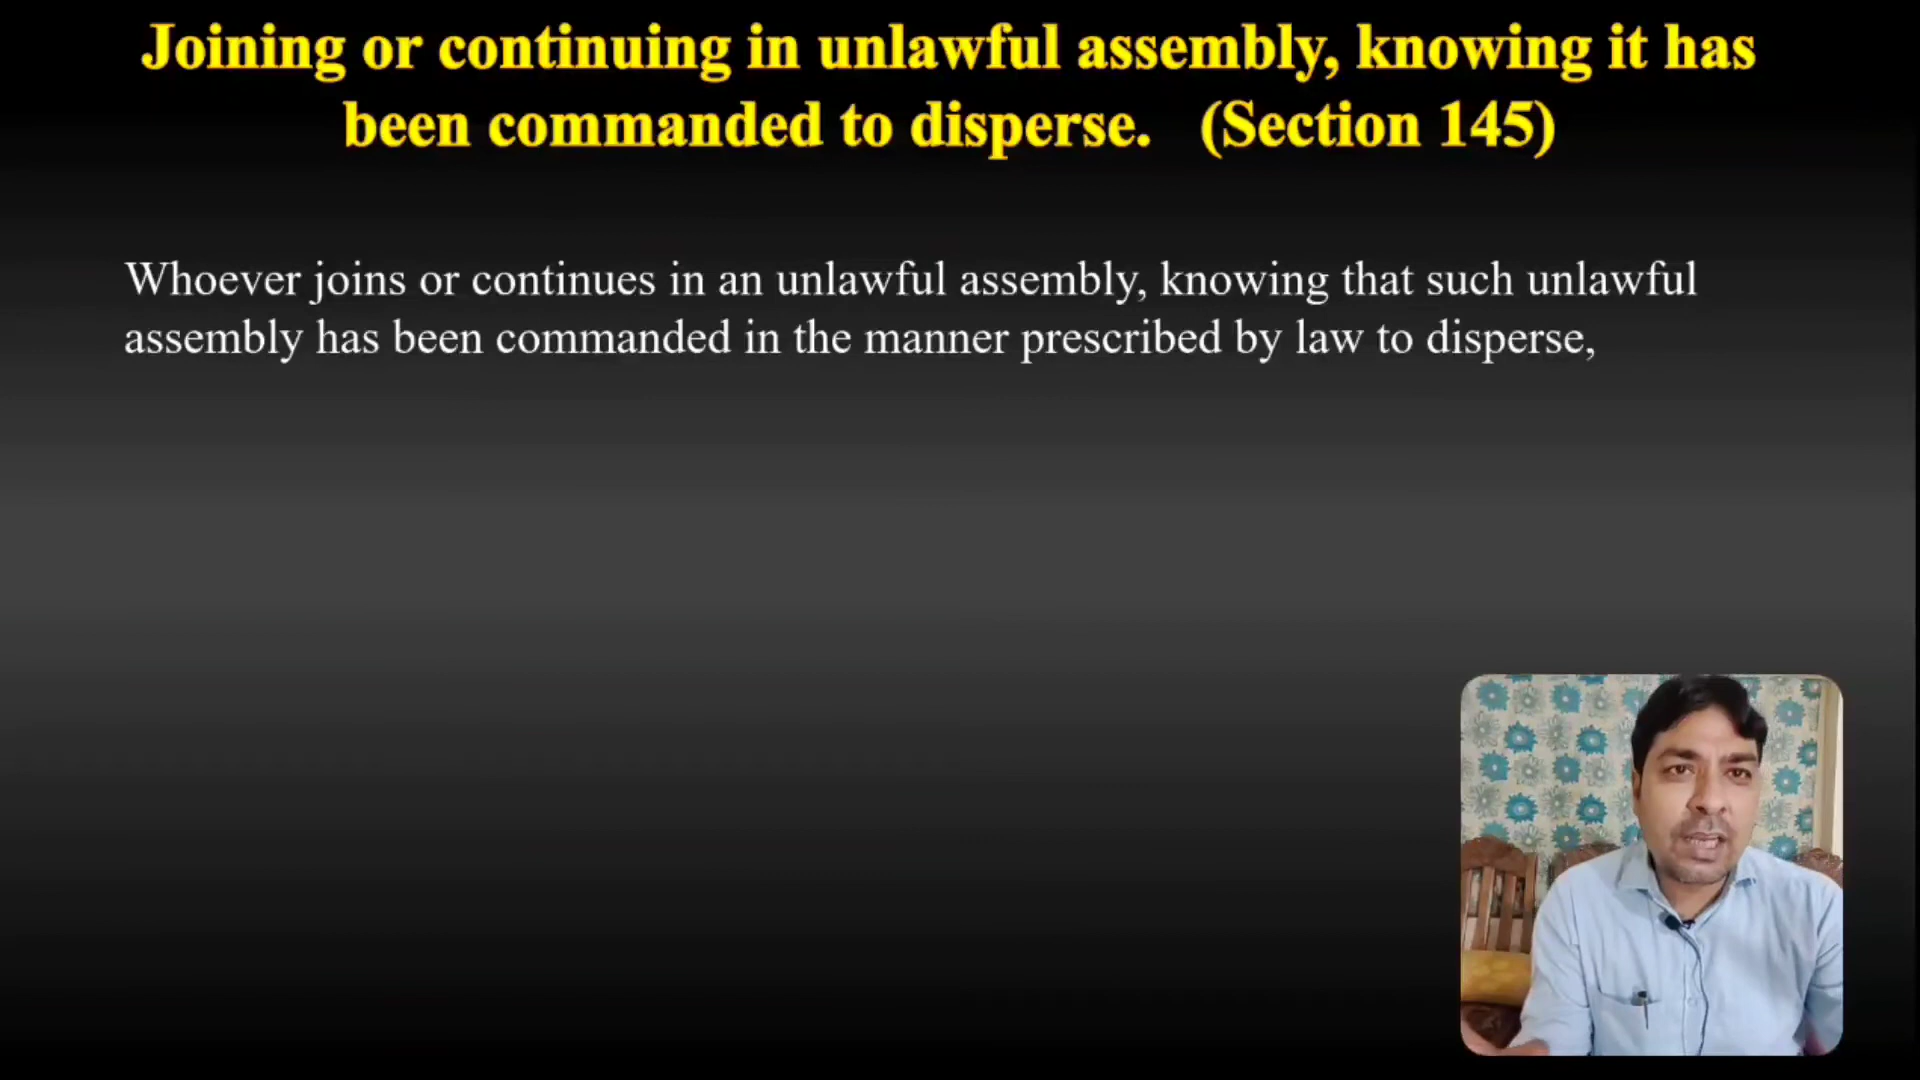 Joining or continuing in unlawful assembly, knowing it has
been commanded to disperse. (Section 145)
Whoever joins or continues in an unlawful assembly, knowing that such unlawful
assembly has been commanded in the manner prescribed by law to disperse,